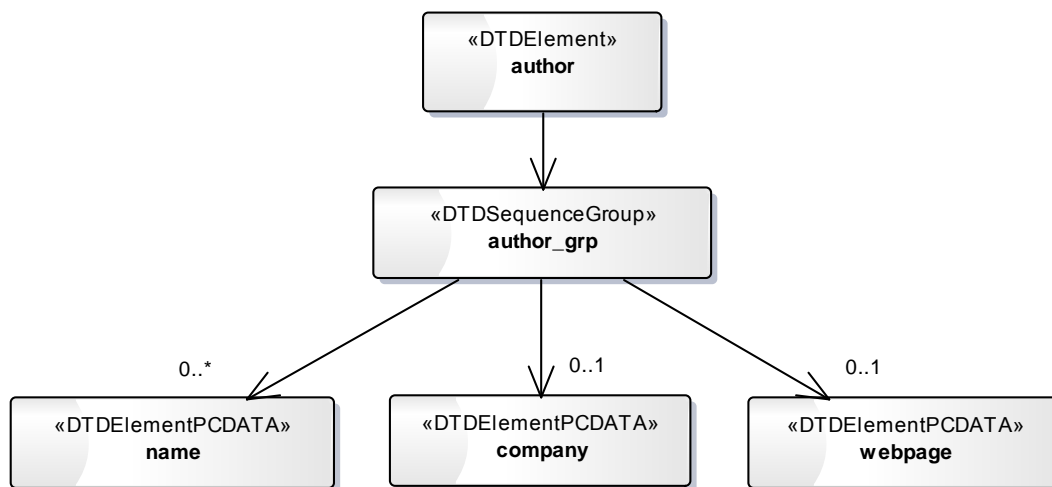 «DTDElement»
author
«DTDSequenceGroup»
author_grp
0..*
0..1
0..1
«DTDElementPCDATA»
name
«DTDElementPCDATA»
company
«DTDElementPCDATA»
webpage